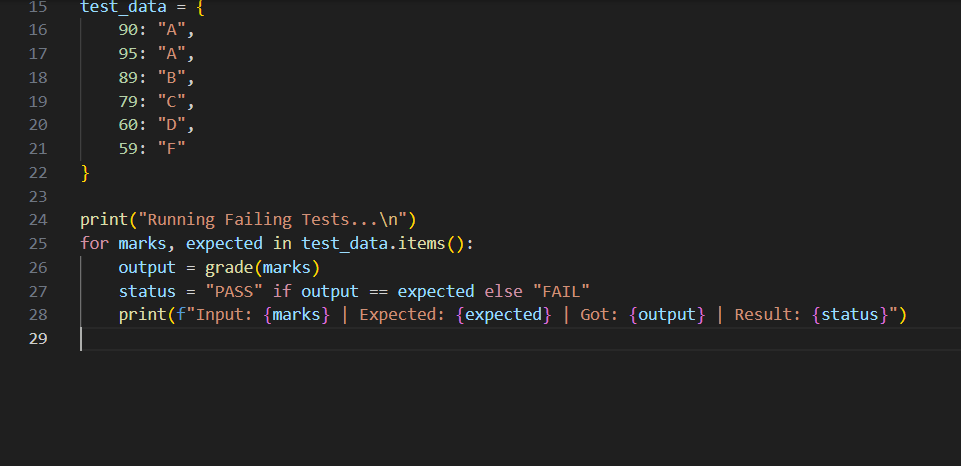 15 test_data = {
16     90: "A",
17     95: "A",
18     89: "B",
19     79: "C",
20     60: "D",
21     59: "F"
22 }
23
24 print("Running Failing Tests...\n")
25 for marks, expected in test_data.items():
26     output = grade(marks)
27     status = "PASS" if output == expected else "FAIL"
28     print(f"Input: {marks} | Expected: {expected} | Got: {output} | Result: {status}")
29